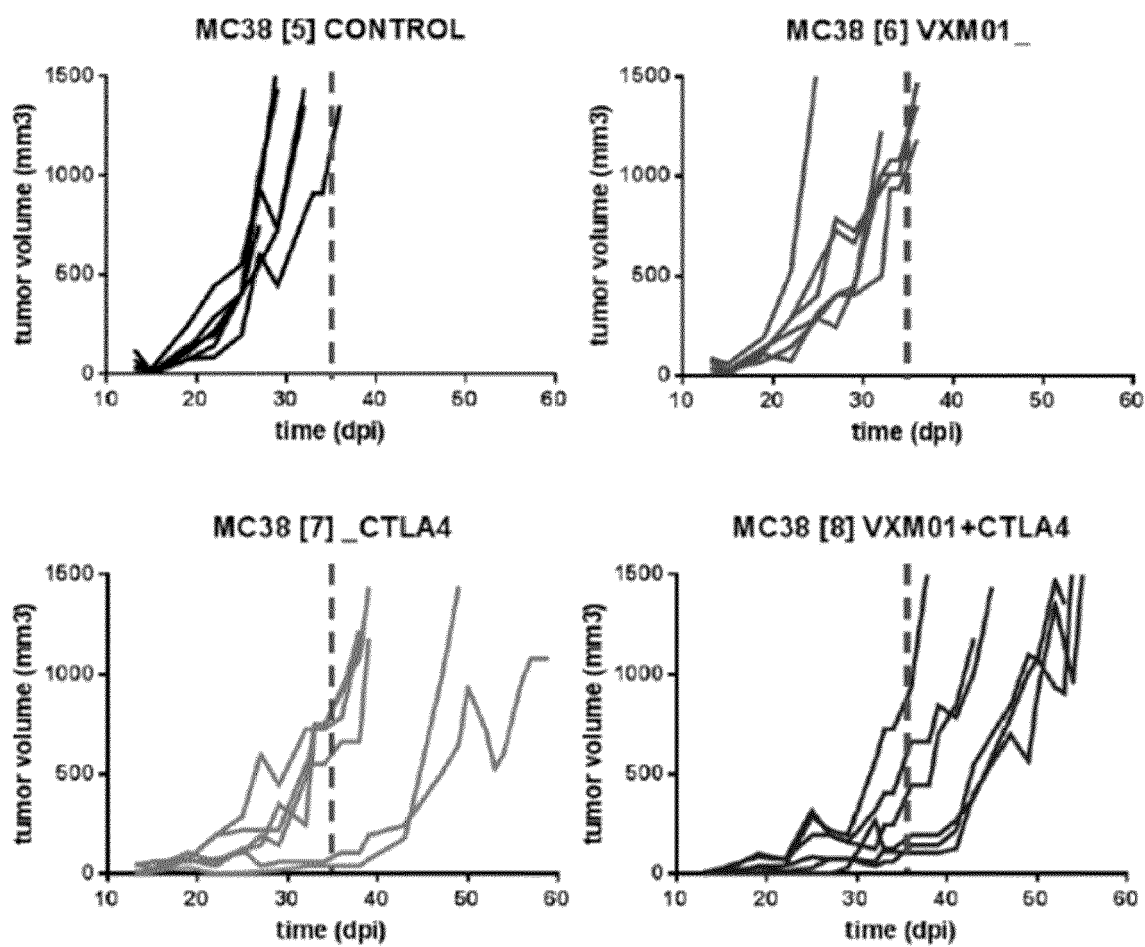 MC38 [5] CONTROL
tumor volume (mm3)
1500
1000
500
0
10 20 30 40 50 60
time (dpi)
MC38 [6] VXM01_
tumor volume (mm3)
1500
1000
500
0
10 20 30 40 50 60
time (dpi)
MC38 [7] _CTLA4
tumor volume (mm3)
1500
1000
500
0
10 20 30 40 50 60
time (dpi)
MC38 [8] VXM01+CTLA4
tumor volume (mm3)
1500
1000
500
0
10 20 30 40 50 60
time (dpi)